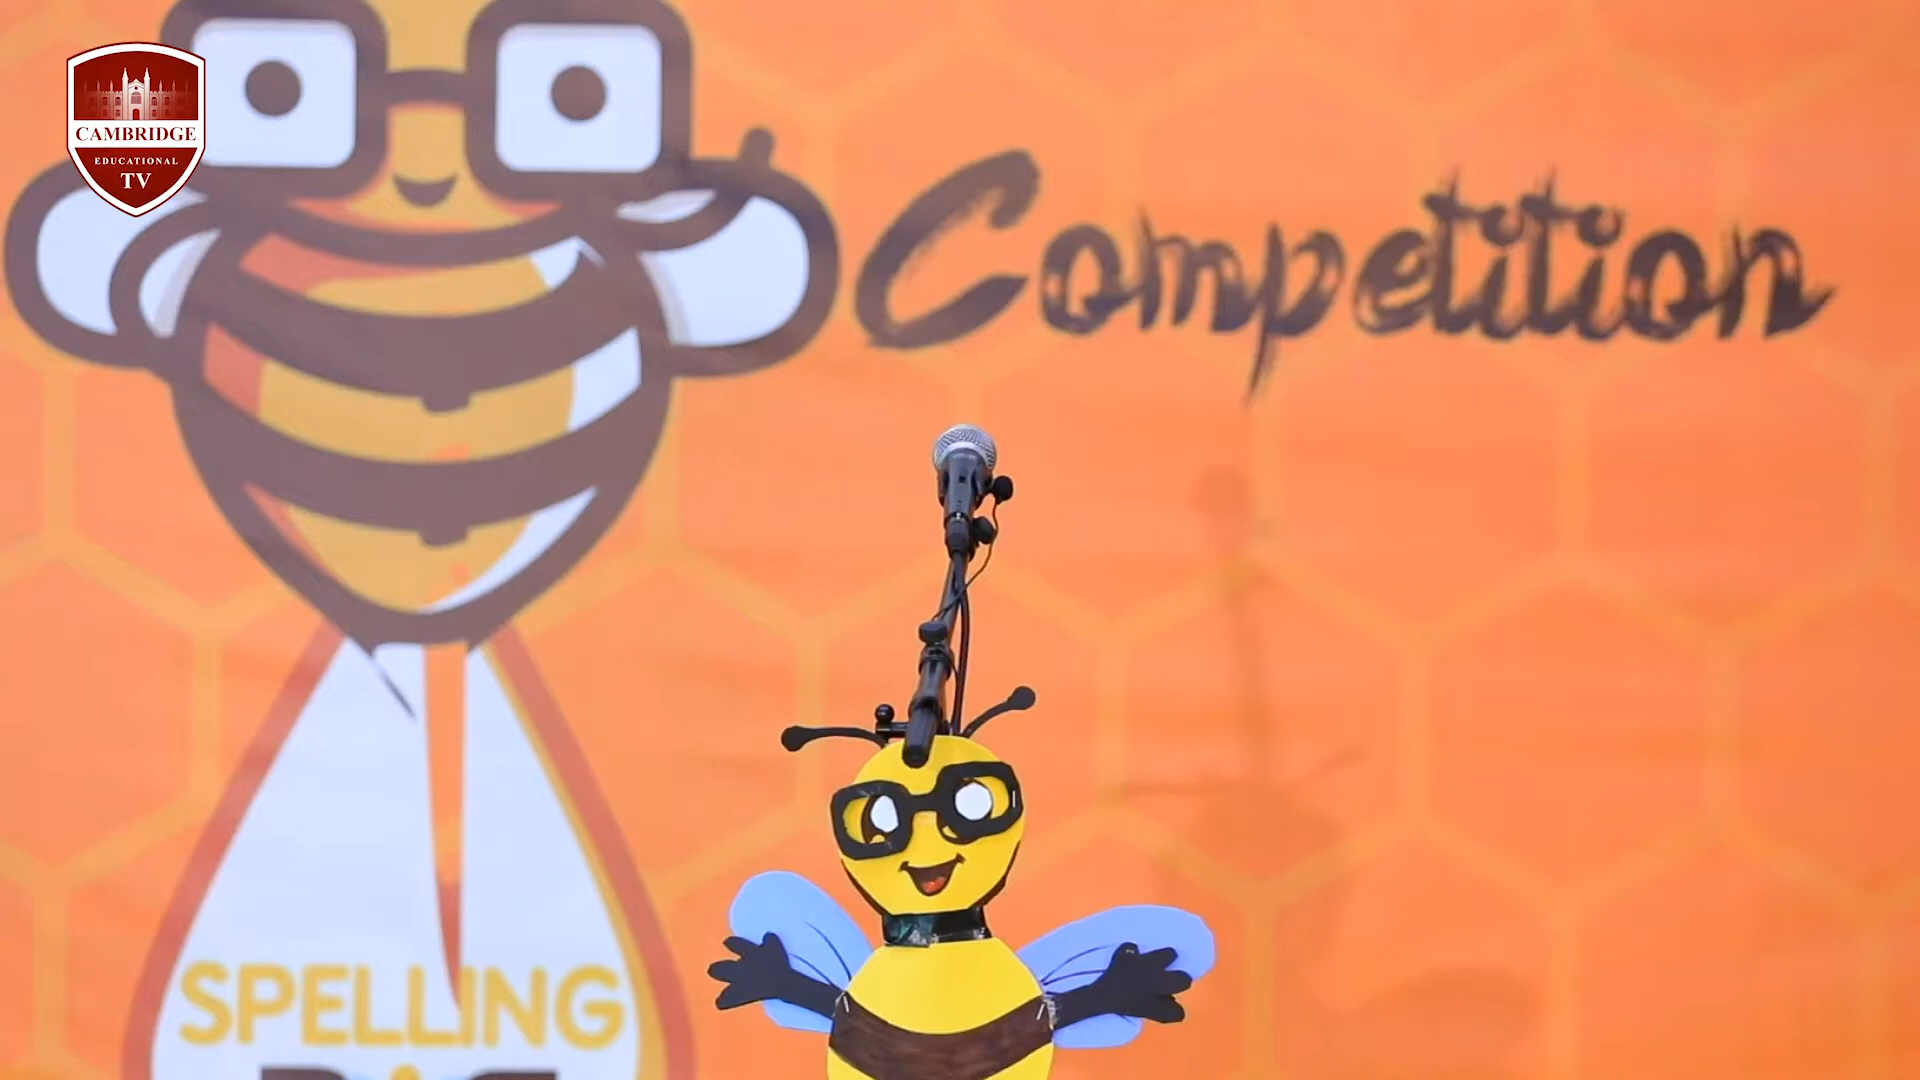 CAMBRIDGE
EDUCATIONAL
TV
Competition
SPELLING